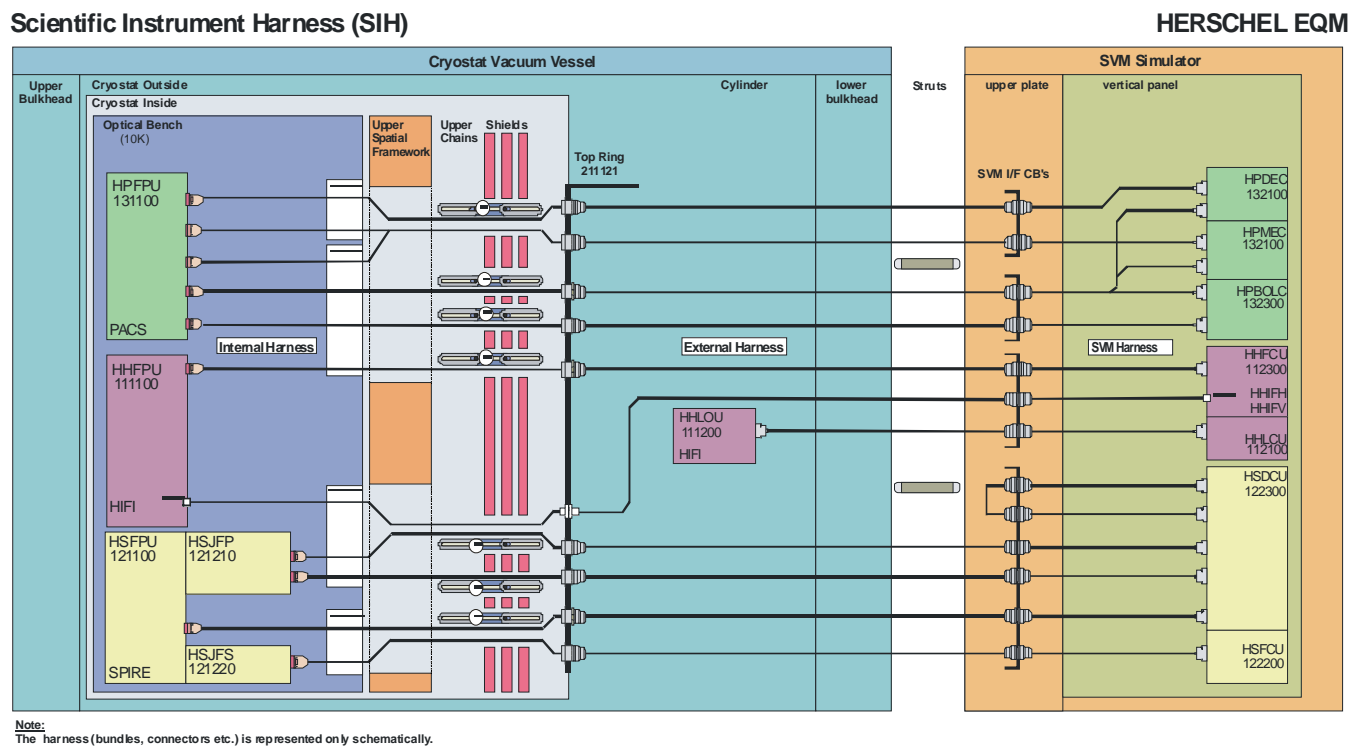 Scientific Instrument Harness (SIH)
HERSCHEL EQM
Cryostat Vacuum Vessel
SVM Simulator
Upper
Bulkhead
Cryostat Outside
Cylinder
lower
bulkhead
Struts
upper plate
vertical panel
Cryostat Inside
Optical Bench
(10K)
Upper
Spatial
Framework
Upper
Chains
Shields
Top Ring
211121
SVM I/F CB's
HPFPU
131100
PACS
HPDEC
132100
HPMEC
132100
HPBOLC
132300
Internal Harness
External Harness
SVM Harness
HHFPU
111100
HIFI
HHLOU
111200
HIFI
HHFCU
112300
HHIFH
HHIFV
HHLCU
112100
HSFPU
121100
SPIRE
HSJFP
121210
HSJFS
121220
HSDCU
122300
HSFCU
122200
Note:
The harness (bundles, connectors etc.) is represented only schematically.